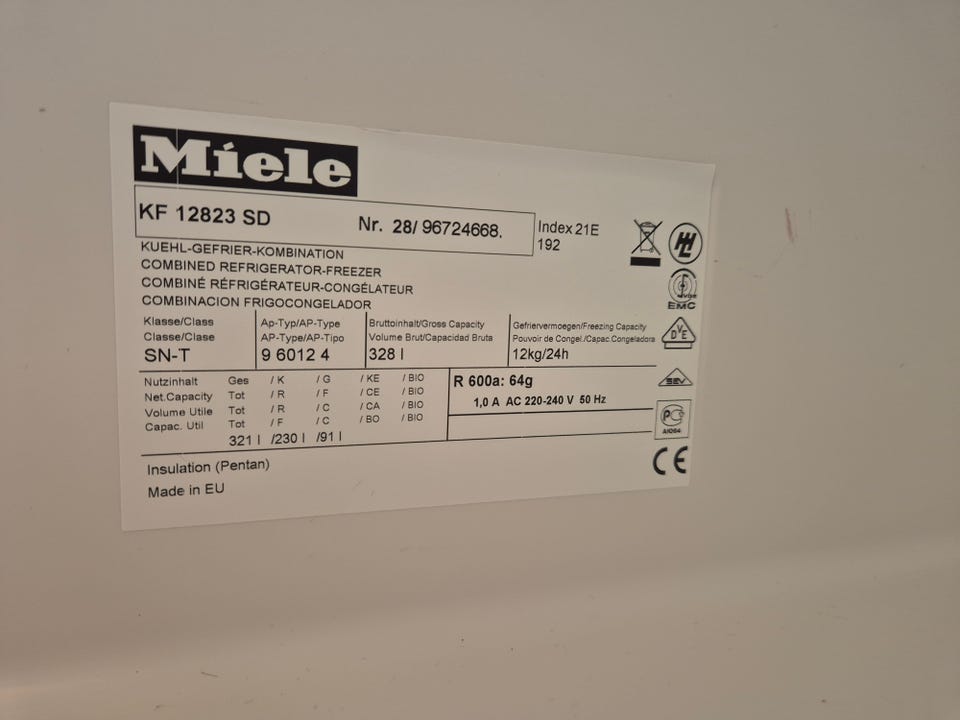 Miele
KF 12823 SD Nr. 28/ 96724668. Index 21E
192
KUEHL-GEFRIER-KOMBINATION
COMBINED REFRIGERATOR-FREEZER
COMBINÉ RÉFRIGÉRATEUR-CONGÉLATEUR
COMBINACION FRIGOCONGELADOR
EMC
Klasse/Class Ap-Typ/AP-Type Bruttoinhalt/Gross Capacity Gefriervermoegen/Freezing Capacity
Classe/Clase AP-Type/AP-Tipo Volume Brut/Capacidad Bruta Pouvoir de Congel./Capac.Congeladora
SN-T 9 6012 4 328 l 12kg/24h
DVE
Nutzinhalt Ges / K / G / KE / BIO
Net.Capacity Tot / R / F / CE / BIO
Volume Utile Tot / R / C / CA / BIO
Capac. Util Tot / F / C / BO / BIO
321 l /230 l /91 l
R 600a: 64g
1,0 A AC 220-240 V 50 Hz
SEV
PC
Insulation (Pentan)
Made in EU
CE